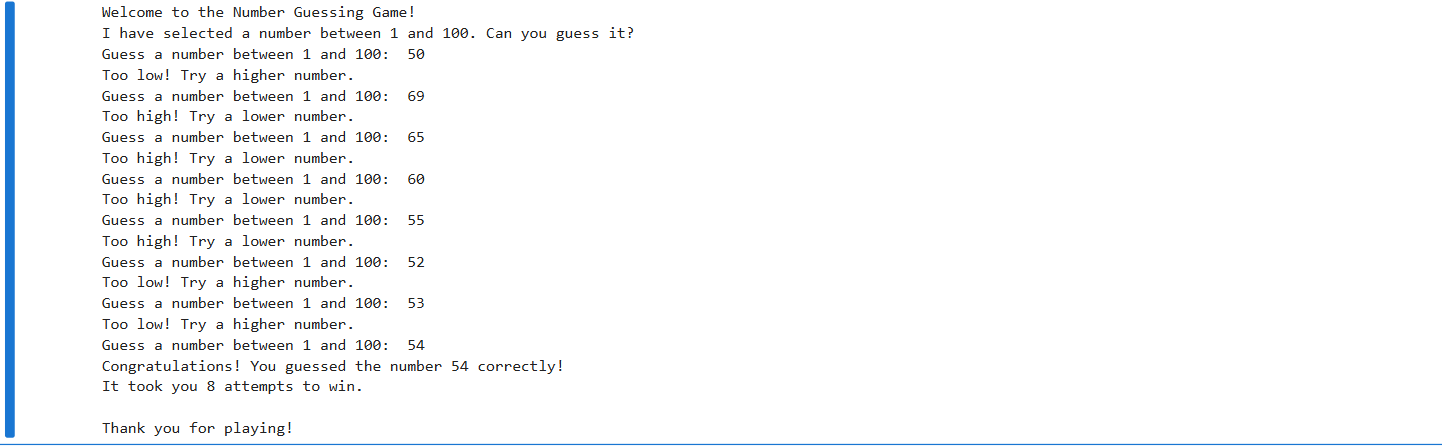 Welcome to the Number Guessing Game!
I have selected a number between 1 and 100. Can you guess it?
Guess a number between 1 and 100:  50
Too low! Try a higher number.
Guess a number between 1 and 100:  69
Too high! Try a lower number.
Guess a number between 1 and 100:  65
Too high! Try a lower number.
Guess a number between 1 and 100:  60
Too high! Try a lower number.
Guess a number between 1 and 100:  55
Too high! Try a lower number.
Guess a number between 1 and 100:  52
Too low! Try a higher number.
Guess a number between 1 and 100:  53
Too low! Try a higher number.
Guess a number between 1 and 100:  54
Congratulations! You guessed the number 54 correctly!
It took you 8 attempts to win.
Thank you for playing!